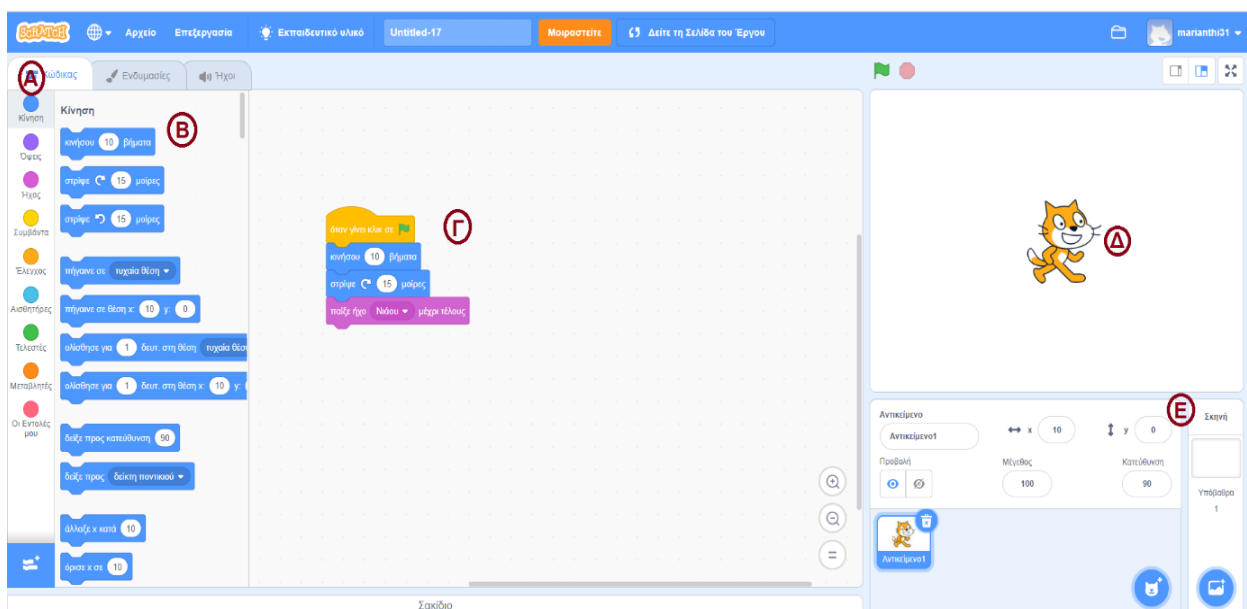 SCRATCH Αρχείο Επεξεργασία Εκπαιδευτικό υλικό Untitled-17 Μοιραστείτε Δείτε τη Σελίδα του Έργου marianthi31
Κώδικας Ενδυμασίες Ήχοι
Α
Κίνηση
Όψεις
Ήχος
Συμβάντα
Έλεγχος
Αισθητήρες
Τελεστές
Μεταβλητές
Οι Εντολές
μου
Κίνηση
Β
κινήσου 10 βήματα
στρίψε 15 μοίρες
στρίψε 15 μοίρες
πήγαινε σε τυχαία θέση
πήγαινε σε θέση x: 10 y: 0
ολίσθησε για 1 δευτ. στη θέση τυχαία θέσ
ολίσθησε για 1 δευτ. στη θέση x: 10 y:
δείξε προς κατεύθυνση 90
δείξε προς δείκτη ποντικιού
άλλαξε x κατά 10
όρισε x σε 10
Γ
όταν γίνει κλικ σε
κινήσου 10 βήματα
στρίψε 15 μοίρες
παίξε ήχο Νιάου μέχρι τέλους
Δ
Ε
Αντικείμενο
Αντικείμενο1
x 10 y 0
Προβολή Μέγεθος Κατεύθυνση
100 90
Αντικείμενο1
Σκηνή
Υπόβαθρα
1
Σακίδιο